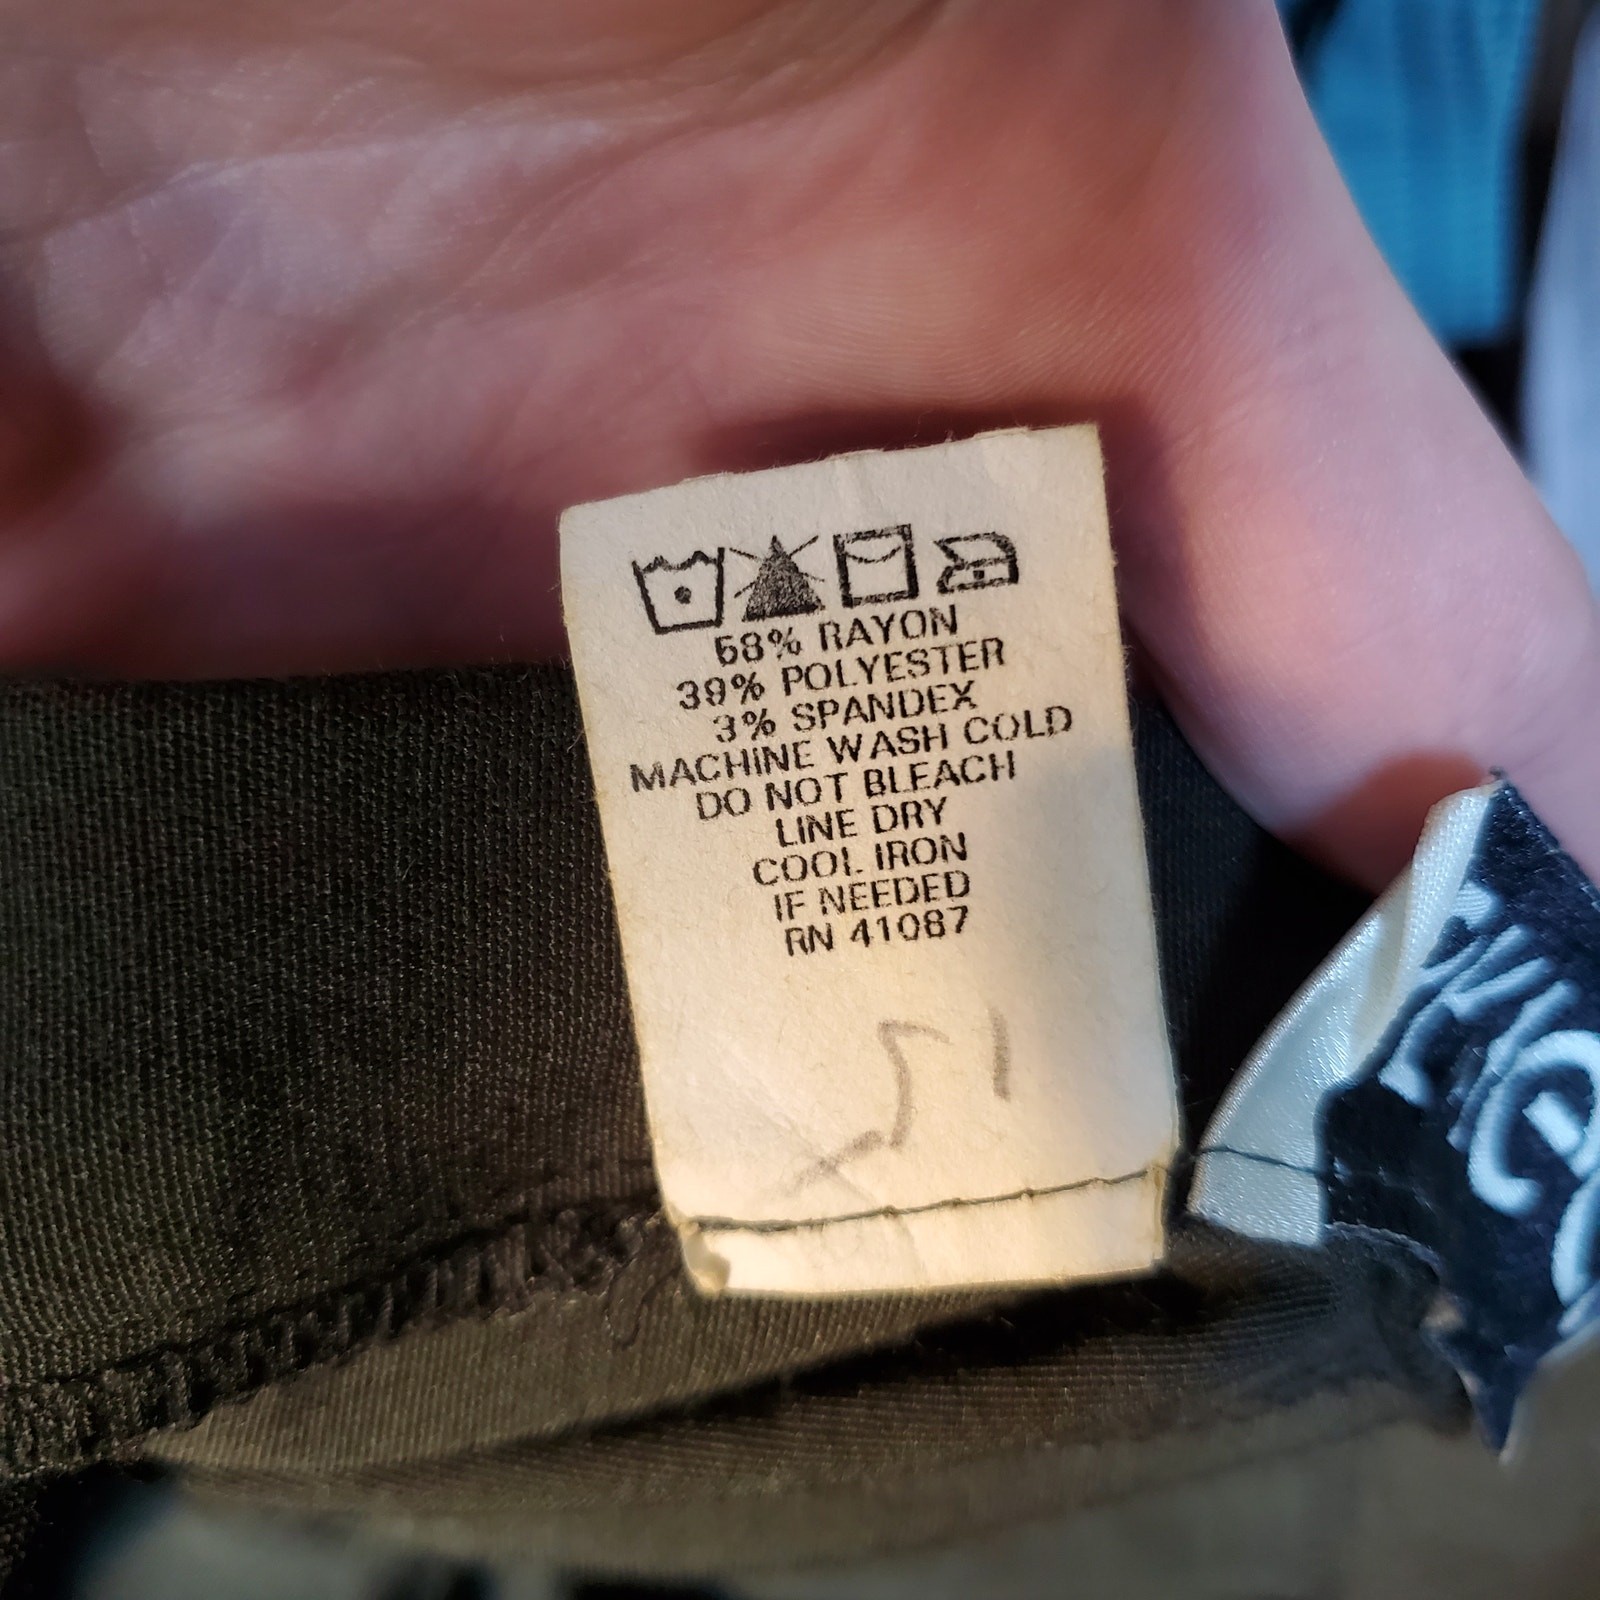 58% RAYON
39% POLYESTER
3% SPANDEX
MACHINE WASH COLD
DO NOT BLEACH
LINE DRY
COOL IRON
IF NEEDED
RN 41087
51